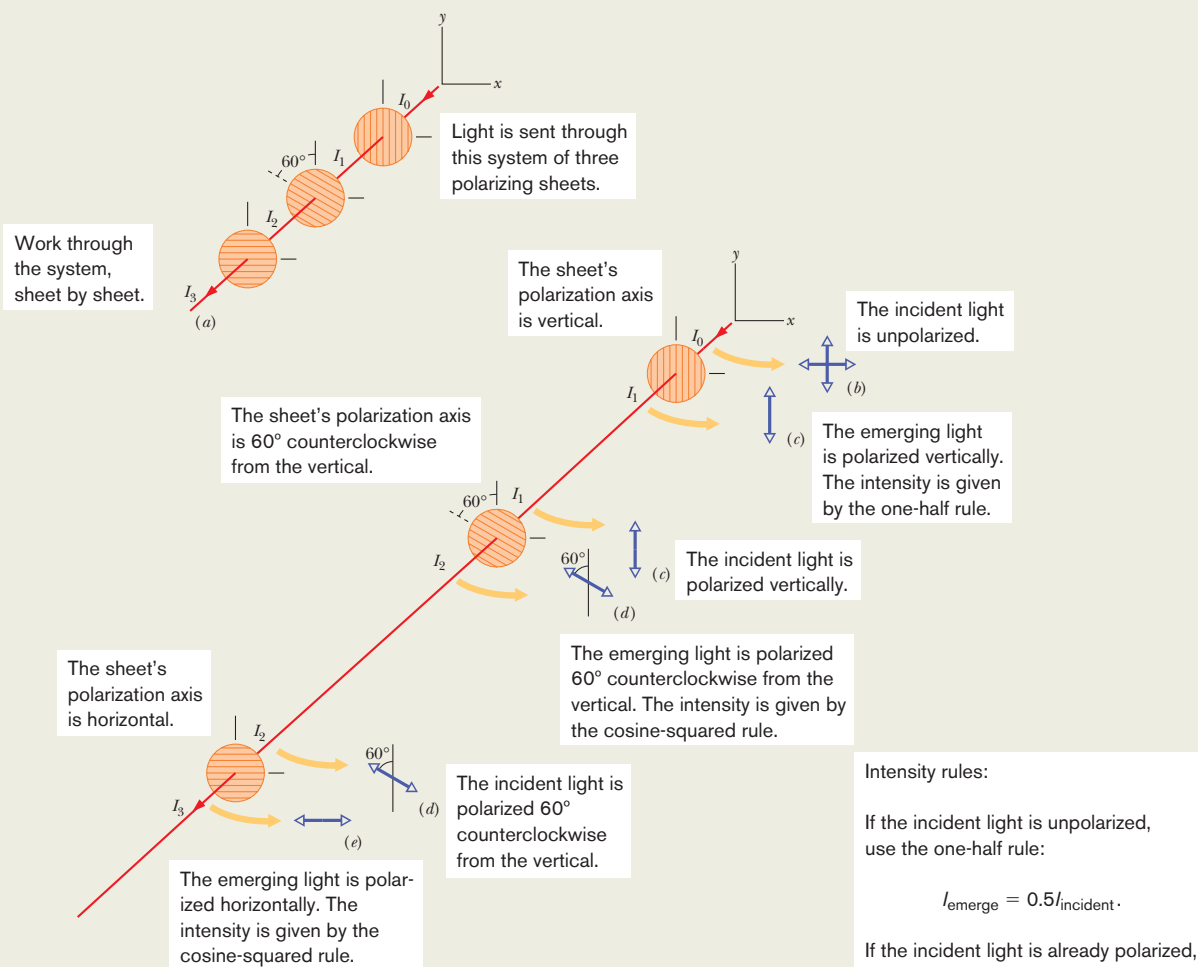 y
x
I0
Light is sent through
this system of three
polarizing sheets.
60°
I1
I2
Work through
the system,
sheet by sheet.
I3
(a)
The sheet's
polarization axis
is vertical.
y
x
The incident light
is unpolarized.
I0
(b)
I1
(c)
The emerging light
is polarized vertically.
The intensity is given
by the one-half rule.
The sheet's polarization axis
is 60° counterclockwise
from the vertical.
60°
I1
(c)
The incident light is
polarized vertically.
I2
60°
(d)
The emerging light is polarized
60° counterclockwise from the
vertical. The intensity is given by
the cosine-squared rule.
The sheet's
polarization axis
is horizontal.
I2
60°
(d)
The incident light is
polarized 60°
counterclockwise
from the vertical.
I3
(e)
The emerging light is polar-
ized horizontally. The
intensity is given by the
cosine-squared rule.
Intensity rules:
If the incident light is unpolarized,
use the one-half rule:
Iemerge = 0.5Iincident.
If the incident light is already polarized,